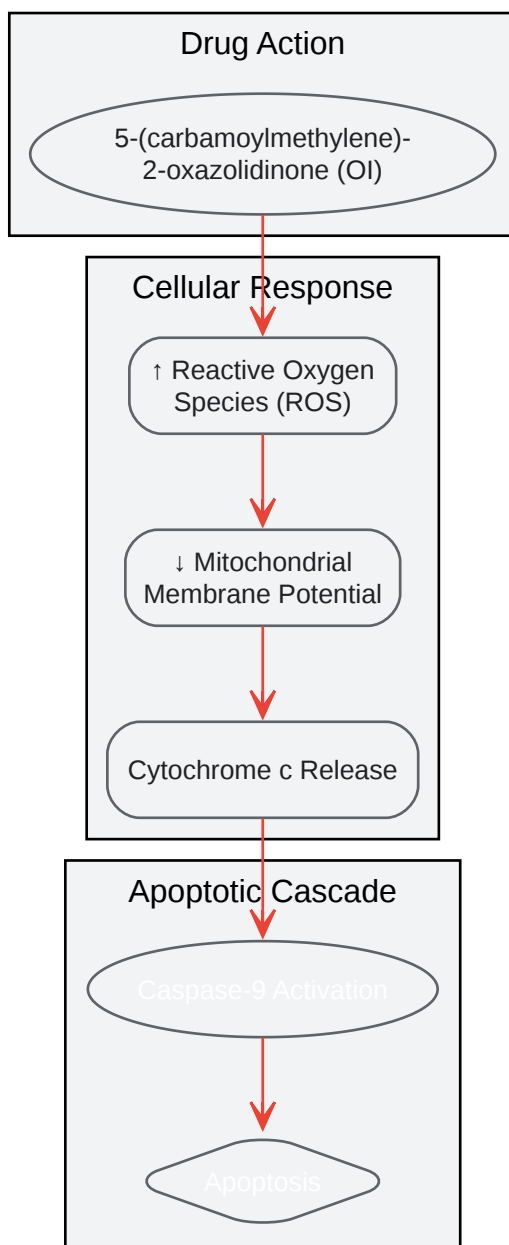 Drug Action
5-(carbamoylmethylene)-
2-oxazolidinone (OI)
Cellular Response
↑ Reactive Oxygen
Species (ROS)
↓ Mitochondrial
Membrane Potential
Cytochrome c Release
Apoptotic Cascade
Caspase-9 Activation
Apoptosis